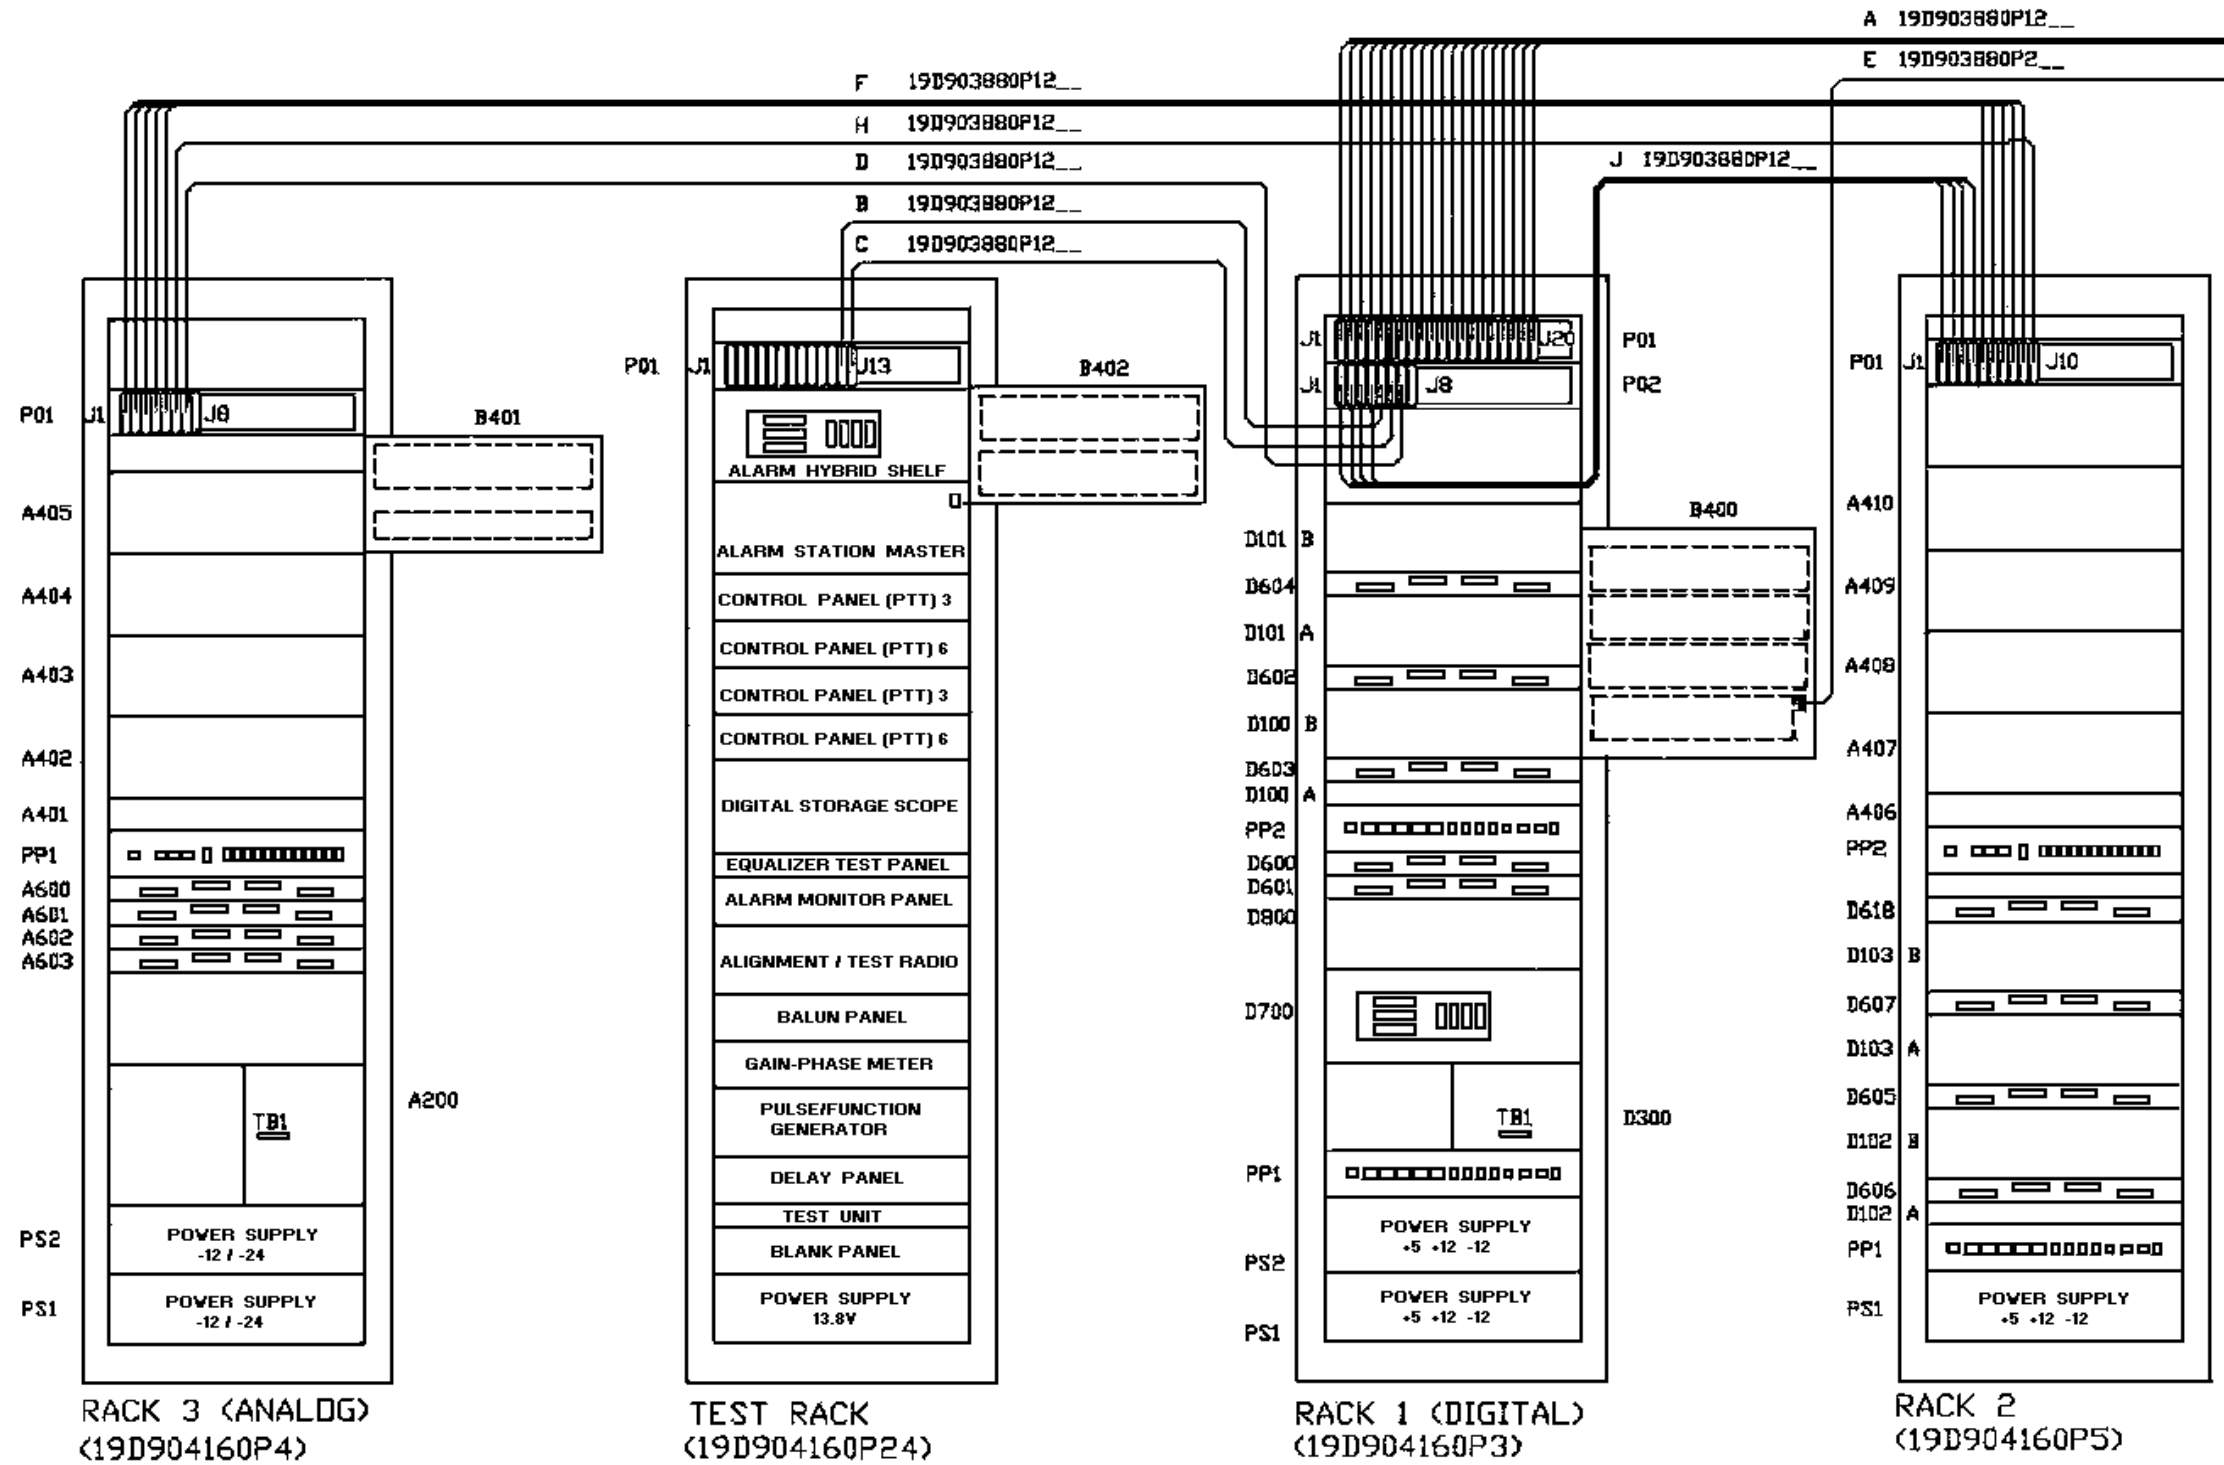 A 19D903880P12__
E 19D903880P2__
F 19D903880P12__
H 19D903880P12__
D 19D903880P12__
B 19D903880P12__
C 19D903880P12__
J 19D903880P12__
P01 J1 J8
B401
A405
A404
A403
A402
A401
PP1
A600
A601
A602
A603
TB1
A200
PS2
POWER SUPPLY
-12 / -24
PS1
POWER SUPPLY
-12 / -24
RACK 3 (ANALOG)
(19D904160P4)
P01 J1 J13
B402
ALARM HYBRID SHELF
ALARM STATION MASTER
CONTROL PANEL (PTT) 3
CONTROL PANEL (PTT) 6
CONTROL PANEL (PTT) 3
CONTROL PANEL (PTT) 6
DIGITAL STORAGE SCOPE
EQUALIZER TEST PANEL
ALARM MONITOR PANEL
ALIGNMENT / TEST RADIO
BALUN PANEL
GAIN-PHASE METER
PULSE/FUNCTION
GENERATOR
DELAY PANEL
TEST UNIT
BLANK PANEL
POWER SUPPLY
13.8V
TEST RACK
(19D904160P24)
J1 J20 P01
J1 J8 P02
B400
D101 B
D604
D101 A
D602
D100 B
D603
D100 A
PP2
D600
D601
D800
D700
TB1
D300
PP1
POWER SUPPLY
+5 +12 -12
PS2
POWER SUPPLY
+5 +12 -12
PS1
RACK 1 (DIGITAL)
(19D904160P3)
P01 J1 J10
A410
A409
A408
A407
A406
PP2
D618
D103 B
D607
D103 A
D605
D102 B
D606
D102 A
PP1
PS1
POWER SUPPLY
+5 +12 -12
RACK 2
(19D904160P5)